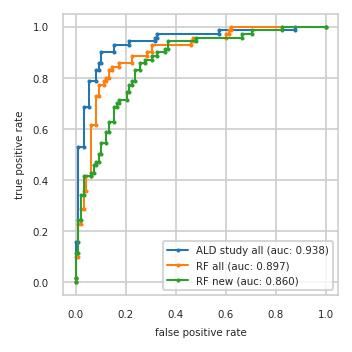 true positive rate
1.0
0.8
0.6
0.4
0.2
0.0
ALD study all (auc: 0.938)
RF all (auc: 0.897)
RF new (auc: 0.860)
0.0 0.2 0.4 0.6 0.8 1.0
false positive rate